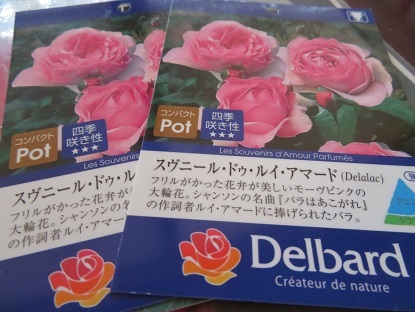 コンパクト
Pot
四季
咲き性
★★★
Les Souvenirs
スヴニール・ドゥ・ル
フリルがかった花弁が
大輪花。シャンソンの名
の作詞者ルイ・アマード
コンパクト
Pot
四季
咲き性
★★★
Les Souvenirs d'Amour Parfumés
スヴニール・ドゥ・ルイ・アマード (Delalac)
フリルがかった花弁が美しいモーヴピンクの
大輪花。シャンソンの名曲『バラはあこがれ』
の作詞者ルイ・アマードに捧げられたバラ。
Delbard
Créateur de nature